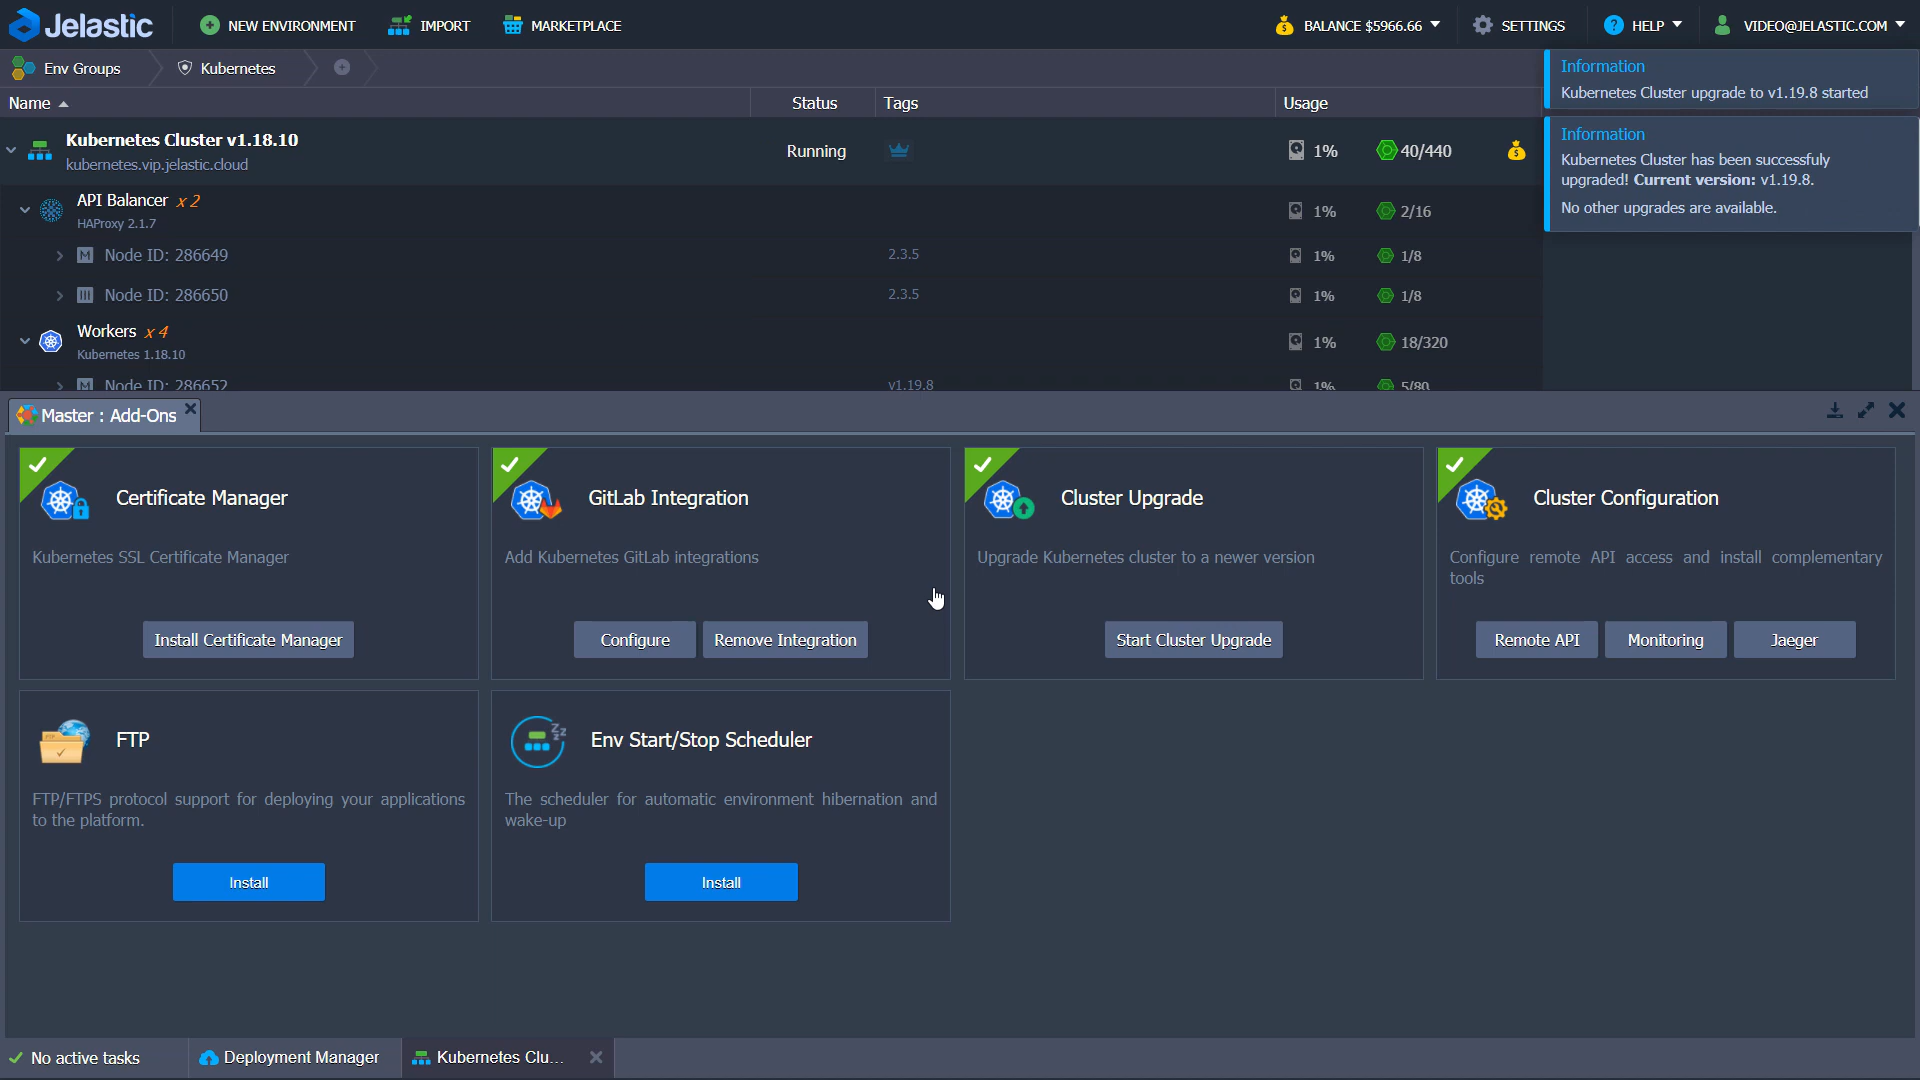 Jelastic
NEW ENVIRONMENT
IMPORT
MARKETPLACE
BALANCE $5966.66
SETTINGS
HELP
VIDEO@JELASTIC.COM
Env Groups
Kubernetes
Information
Kubernetes Cluster upgrade to v1.19.8 started
Name
Status
Tags
Usage
Information
Kubernetes Cluster has been successfuly
upgraded! Current version: v1.19.8.
No other upgrades are available.
Kubernetes Cluster v1.18.10
kubernetes.vip.jelastic.cloud
Running
1%
40/440
API Balancer x 2
HAProxy 2.1.7
1%
2/16
M Node ID: 286649
2.3.5
1%
1/8
Node ID: 286650
2.3.5
1%
1/8
Workers x 4
Kubernetes 1.18.10
1%
18/320
M Node ID: 286652
v1.19.8
1%
5/80
Master : Add-Ons
Certificate Manager
Kubernetes SSL Certificate Manager
Install Certificate Manager
GitLab Integration
Add Kubernetes GitLab integrations
Configure
Remove Integration
Cluster Upgrade
Upgrade Kubernetes cluster to a newer version
Start Cluster Upgrade
Cluster Configuration
Configure remote API access and install complementary
tools
Remote API
Monitoring
Jaeger
FTP
FTP/FTPS protocol support for deploying your applications
to the platform.
Install
Env Start/Stop Scheduler
The scheduler for automatic environment hibernation and
wake-up
Install
No active tasks
Deployment Manager
Kubernetes Clu...